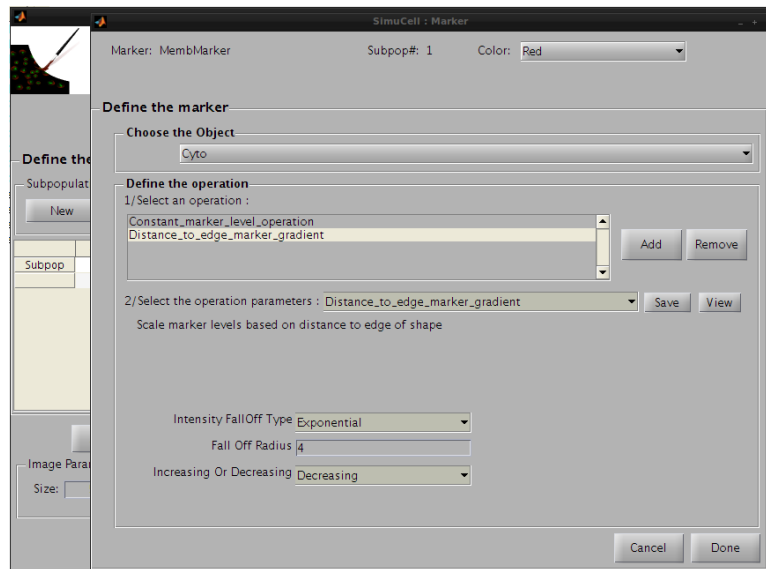 SimuCell : Marker
Marker: MembMarker Subpop#: 1 Color: Red
Define the marker
Choose the Object
Cyto
Define the operation
1/Select an operation :
Constant_marker_level_operation
Distance_to_edge_marker_gradient
Add Remove
2/Select the operation parameters : Distance_to_edge_marker_gradient Save View
Scale marker levels based on distance to edge of shape
Intensity FallOff Type Exponential
Fall Off Radius 4
Increasing Or Decreasing Decreasing
Cancel Done
Define the
Subpopulat
New
Subpop
Image Para
Size: